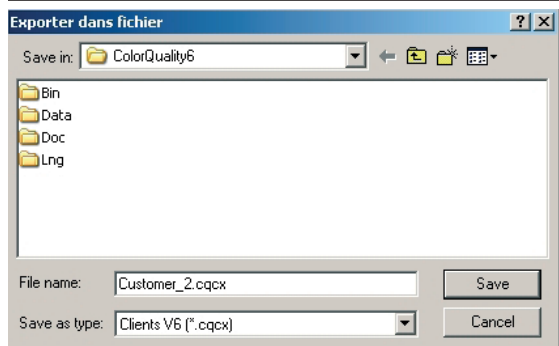 Exporter dans fichier
Save in: ColorQuality6
Bin
Data
Doc
Lng
File name: Customer_2.cqcx Save
Save as type: Clients V6 (*.cqcx) Cancel